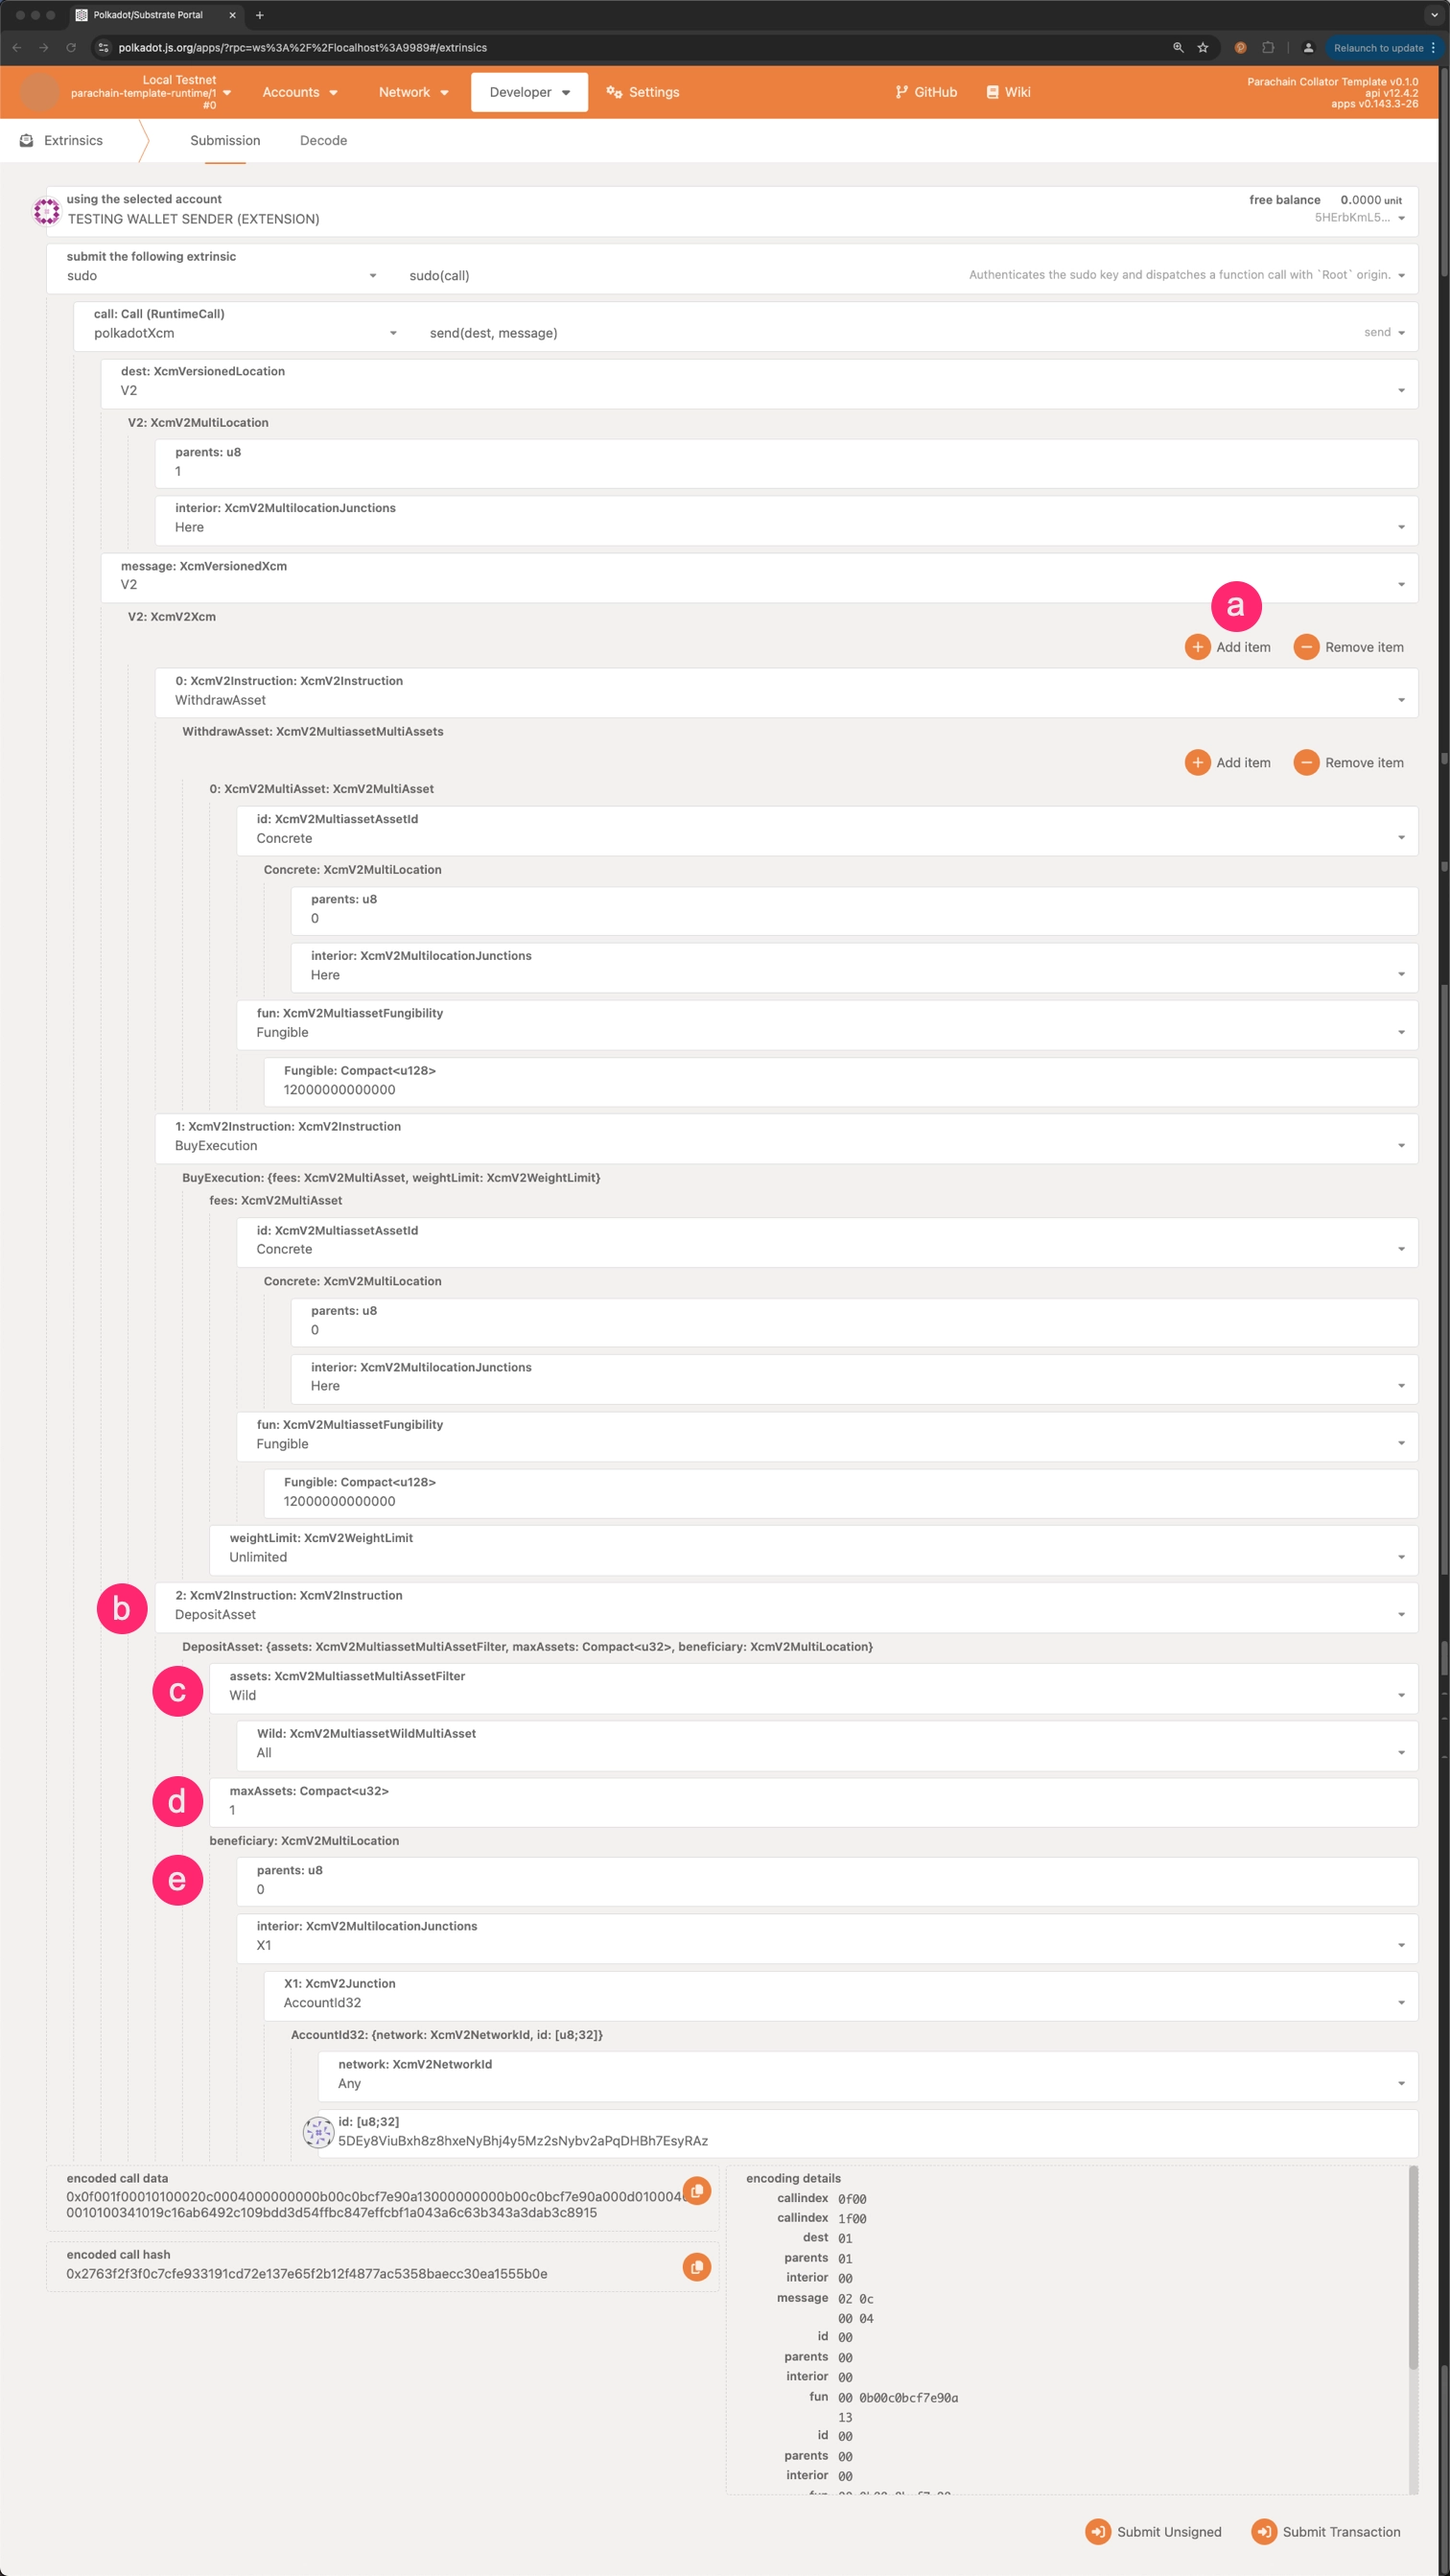 Polkadot/Substrate Portal
polkadot.js.org/apps/?rpc=ws%3A%2F%2Flocalhost%3A9989#/extrinsics
Relaunch to update
Local Testnet
parachain-template-runtime/1
#0
Accounts
Network
Developer
Settings
GitHub
Wiki
Parachain Collator Template v0.1.0
api v12.4.2
apps v0.143.3-26
Extrinsics
Submission
Decode
using the selected account
TESTING WALLET SENDER (EXTENSION)
free balance 0.0000 unit
5HErbKmL5...
submit the following extrinsic
sudo
sudo(call)
Authenticates the sudo key and dispatches a function call with `Root` origin.
call: Call (RuntimeCall)
polkadotXcm
send(dest, message)
send
dest: XcmVersionedLocation
V2
V2: XcmV2MultiLocation
parents: u8
1
interior: XcmV2MultilocationJunctions
Here
message: XcmVersionedXcm
V2
V2: XcmV2Xcm
a
Add item
Remove item
0: XcmV2Instruction: XcmV2Instruction
WithdrawAsset
WithdrawAsset: XcmV2MultiassetMultiAssets
Add item
Remove item
0: XcmV2MultiAsset: XcmV2MultiAsset
id: XcmV2MultiassetAssetId
Concrete
Concrete: XcmV2MultiLocation
parents: u8
0
interior: XcmV2MultilocationJunctions
Here
fun: XcmV2MultiassetFungibility
Fungible
Fungible: Compact<u128>
12000000000000
1: XcmV2Instruction: XcmV2Instruction
BuyExecution
BuyExecution: {fees: XcmV2MultiAsset, weightLimit: XcmV2WeightLimit}
fees: XcmV2MultiAsset
id: XcmV2MultiassetAssetId
Concrete
Concrete: XcmV2MultiLocation
parents: u8
0
interior: XcmV2MultilocationJunctions
Here
fun: XcmV2MultiassetFungibility
Fungible
Fungible: Compact<u128>
12000000000000
weightLimit: XcmV2WeightLimit
Unlimited
b
2: XcmV2Instruction: XcmV2Instruction
DepositAsset
DepositAsset: {assets: XcmV2MultiassetMultiAssetFilter, maxAssets: Compact<u32>, beneficiary: XcmV2MultiLocation}
c
assets: XcmV2MultiassetMultiAssetFilter
Wild
Wild: XcmV2MultiassetWildMultiAsset
All
d
maxAssets: Compact<u32>
1
beneficiary: XcmV2MultiLocation
e
parents: u8
0
interior: XcmV2MultilocationJunctions
X1
X1: XcmV2Junction
AccountId32
AccountId32: {network: XcmV2NetworkId, id: [u8;32]}
network: XcmV2NetworkId
Any
id: [u8;32]
5DEy8ViuBxh8z8hxeNyBhj4y5Mz2sNybv2aPqDHBh7EsyRAz
encoded call data
0x0f001f00010100020c0004000000000b00c0bcf7e90a13000000000b00c0bcf7e90a000d010004
0010100341019c16ab6492c109bdd3d54ffbc847effcbf1a043a6c63b343a3dab3c8915
encoded call hash
0x2763f2f3f0c7cfe933191cd72e137e65f2b12f4877ac5358baecc30ea1555b0e
encoding details
callindex 0f00
callindex 1f00
dest 01
parents 01
interior 00
message 02 0c
00 04
id 00
parents 00
interior 00
fun 00 0b00c0bcf7e90a
13
id 00
parents 00
interior 00
Submit Unsigned
Submit Transaction